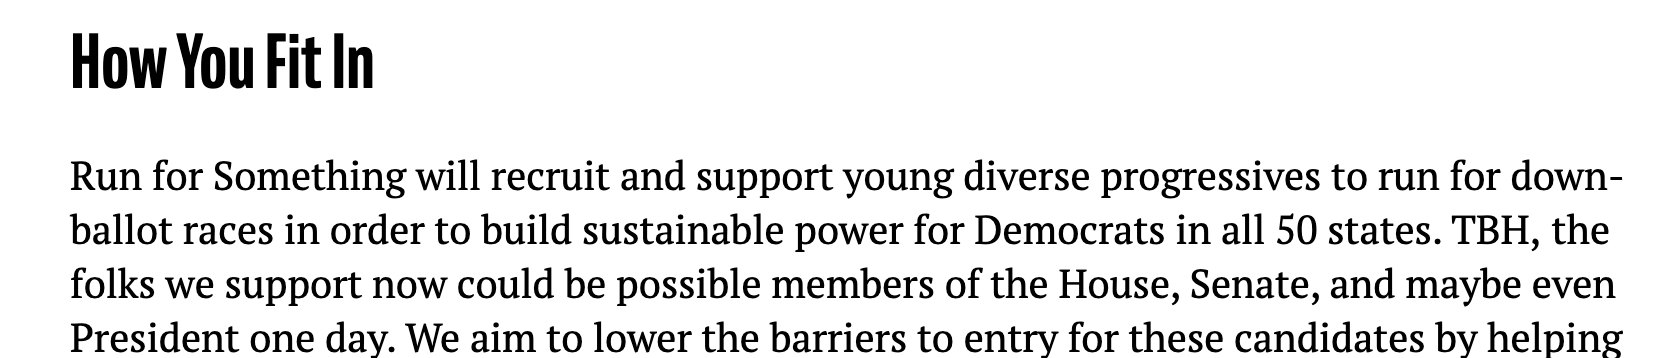 How You Fit In
Run for Something will recruit and support young diverse progressives to run for down-
ballot races in order to build sustainable power for Democrats in all 50 states. TBH, the
folks we support now could be possible members of the House, Senate, and maybe even
President one day. We aim to lower the barriers to entry for these candidates by helping